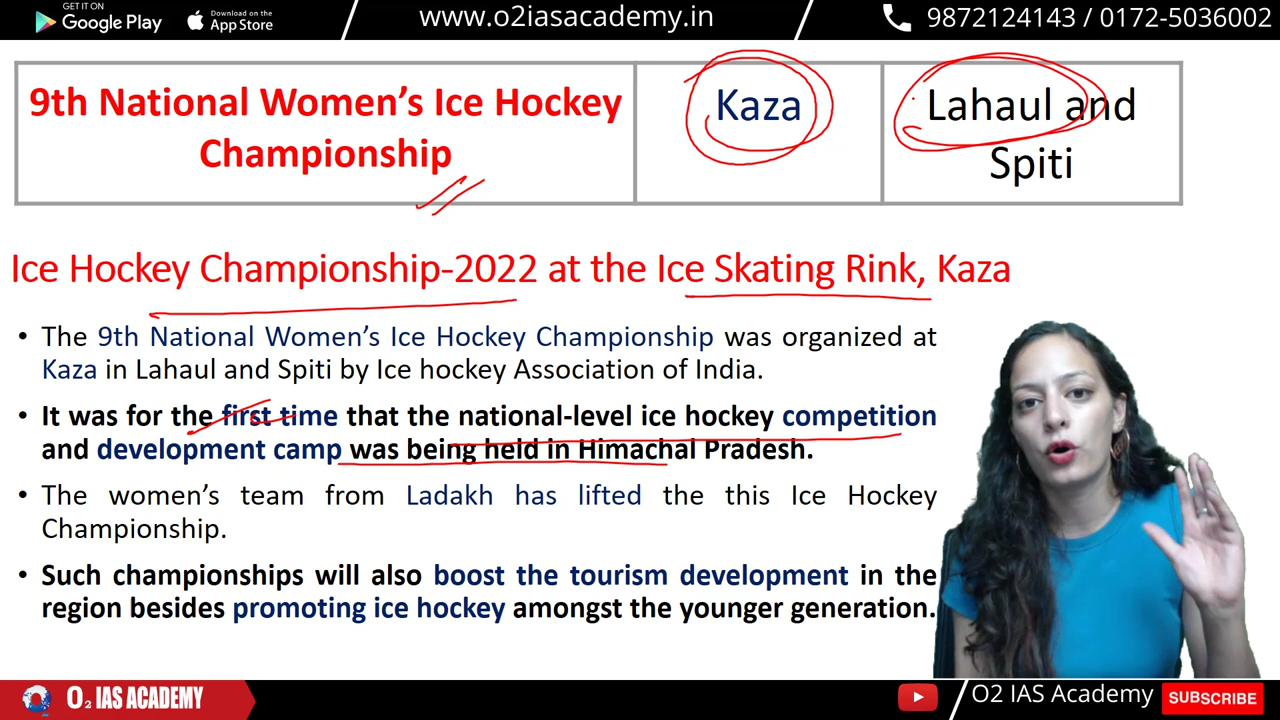 GET IT ON
Google Play
Download on the
App Store
www.o2iasacademy.in
9872124143 / 0172-5036002
9th National Women's Ice Hockey
Championship
Kaza
Lahaul and
Spiti
Ice Hockey Championship-2022 at the Ice Skating Rink, Kaza
• The 9th National Women's Ice Hockey Championship was organized at
Kaza in Lahaul and Spiti by Ice hockey Association of India.
• It was for the first time that the national-level ice hockey competition
and development camp was being held in Himachal Pradesh.
• The women's team from Ladakh has lifted the this Ice Hockey
Championship.
• Such championships will also boost the tourism development in the
region besides promoting ice hockey amongst the younger generation.
O2 IAS ACADEMY
O2 IAS Academy
SUBSCRIBE